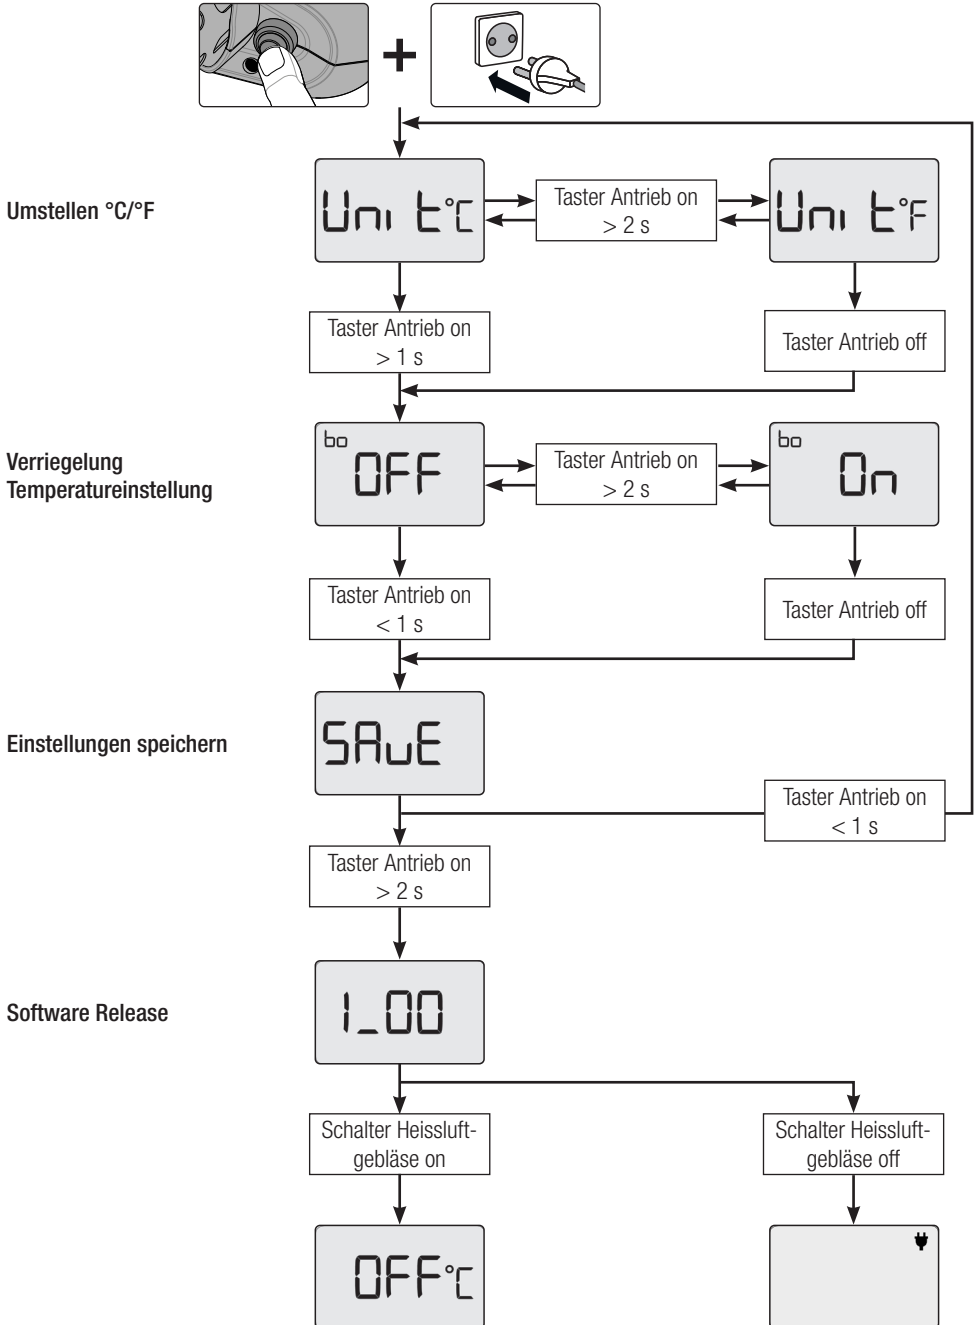 Umstellen °C/°F
Unit°C
Taster Antrieb on
> 2 s
Unit°F
Taster Antrieb on
> 1 s
Taster Antrieb off
Verriegelung
Temperatureinstellung
bo
OFF
Taster Antrieb on
> 2 s
bo
On
Taster Antrieb on
< 1 s
Taster Antrieb off
Einstellungen speichern
SAvE
Taster Antrieb on
< 1 s
Taster Antrieb on
> 2 s
Software Release
1_00
Schalter Heissluft-
gebläse on
Schalter Heissluft-
gebläse off
OFF°C